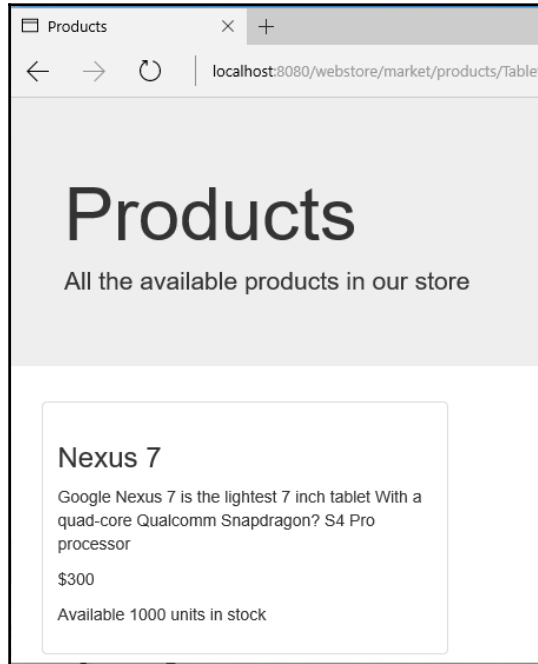 Products
localhost:8080/webstore/market/products/Table
Products
All the available products in our store
Nexus 7
Google Nexus 7 is the lightest 7 inch tablet With a
quad-core Qualcomm Snapdragon? S4 Pro
processor
$300
Available 1000 units in stock